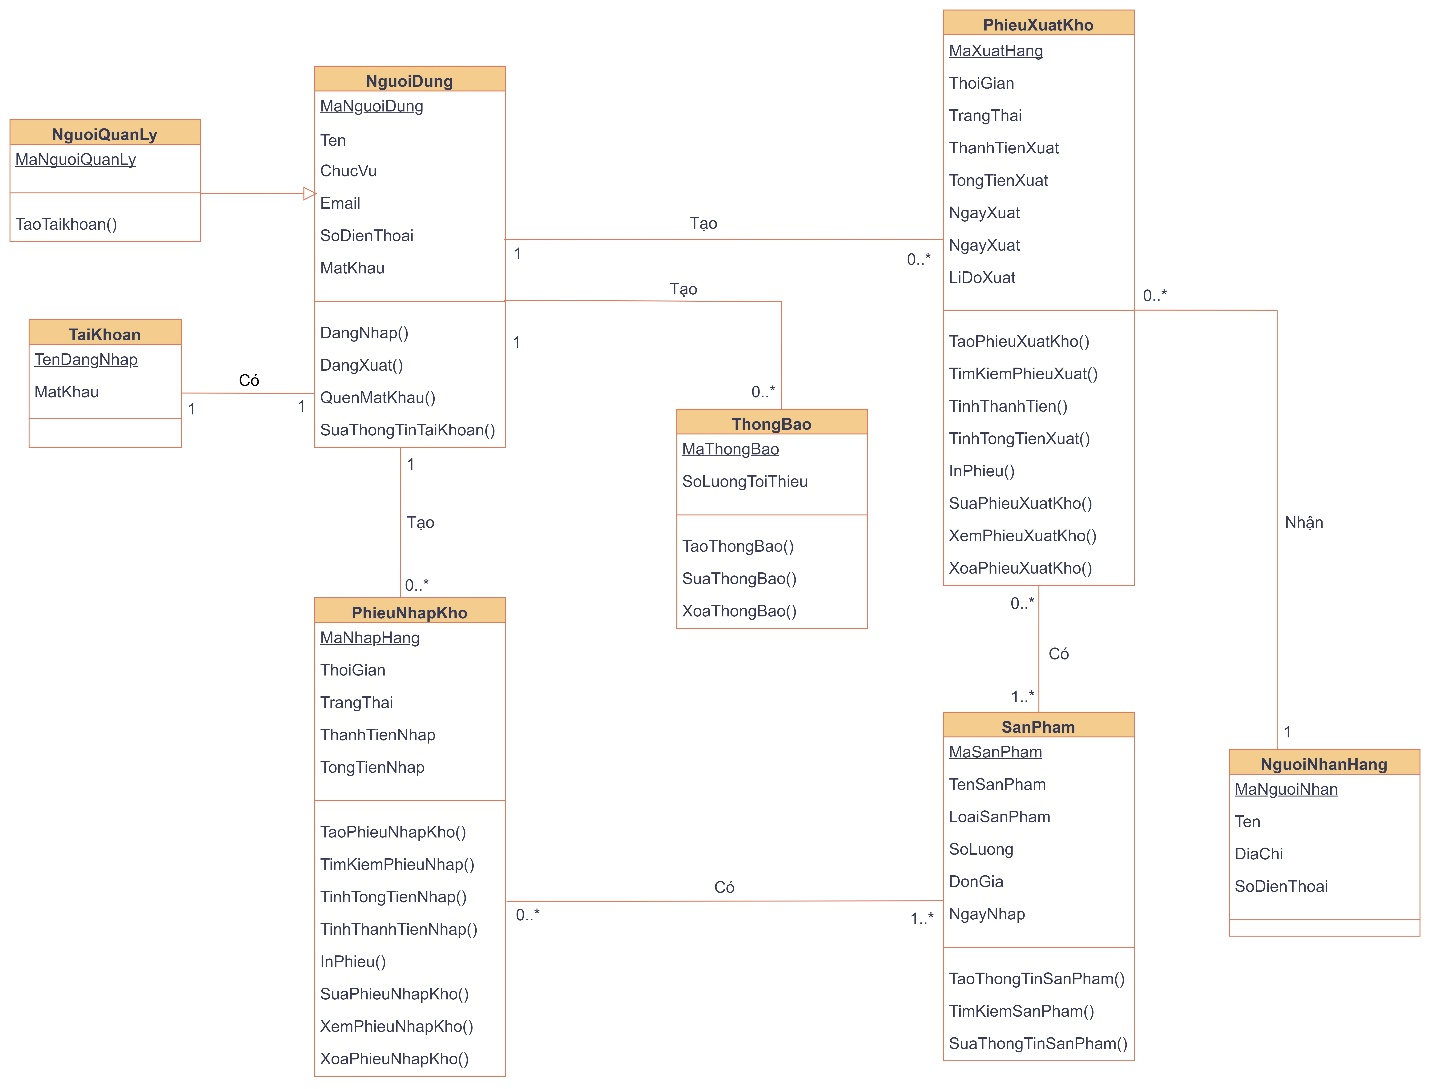 NguoiQuanLy
MaNguoiQuanLy
TaoTaikhoan()
TaiKhoan
TenDangNhap
MatKhau
Có
1
1
NguoiDung
MaNguoiDung
Ten
ChucVu
Email
SoDienThoai
MatKhau
DangNhap()
DangXuat()
QuenMatKhau()
SuaThongTinTaiKhoan()
Tạo
1
0..*
Tạo
1
0..*
1
Tạo
0..*
ThongBao
MaThongBao
SoLuongToiThieu
TaoThongBao()
SuaThongBao()
XoaThongBao()
PhieuXuatKho
MaXuatHang
ThoiGian
TrangThai
ThanhTienXuat
TongTienXuat
NgayXuat
NgayXuat
LiDoXuat
TaoPhieuXuatKho()
TimKiemPhieuXuat()
TinhThanhTien()
TinhTongTienXuat()
InPhieu()
SuaPhieuXuatKho()
XemPhieuXuatKho()
XoaPhieuXuatKho()
0..*
Nhận
1
0..*
Có
1..*
PhieuNhapKho
MaNhapHang
ThoiGian
TrangThai
ThanhTienNhap
TongTienNhap
TaoPhieuNhapKho()
TimKiemPhieuNhap()
TinhTongTienNhap()
TinhThanhTienNhap()
InPhieu()
SuaPhieuNhapKho()
XemPhieuNhapKho()
XoaPhieuNhapKho()
Có
0..*
1..*
SanPham
MaSanPham
TenSanPham
LoaiSanPham
SoLuong
DonGia
NgayNhap
TaoThongTinSanPham()
TimKiemSanPham()
SuaThongTinSanPham()
NguoiNhanHang
MaNguoiNhan
Ten
DiaChi
SoDienThoai